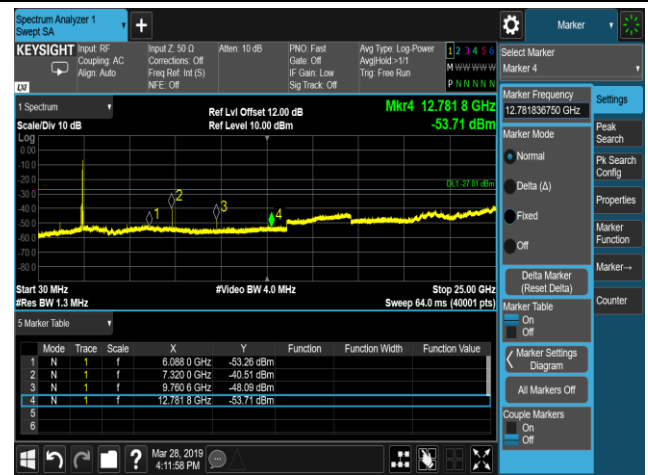 Spectrum Analyzer 1
Swept SA
Marker
KEYSIGHT
Input: RF
Coupling: AC
Align: Auto
Input Z: 50 Ω
Corrections: Off
Freq Ref: Int (S)
NFE: Off
Atten: 10 dB
PNO: Fast
Gate: Off
IF Gain: Low
Sig Track: Off
Avg Type: Log-Power
Avg|Hold:>1/1
Trig: Free Run
1 2 3 4 5 6
M W W W W W
P N N N N N
LXI
Select Marker
Marker 4
Marker Frequency
12.781836750 GHz
Settings
Peak Search
Pk Search Config
Properties
Marker Function
Marker→
Counter
Marker Mode
Normal
Delta (Δ)
Fixed
Off
Delta Marker
(Reset Delta)
Marker Table
On
Off
Marker Settings
Diagram
All Markers Off
Couple Markers
On
Off
1 Spectrum
Ref Lvl Offset 12.00 dB
Mkr4 12.781 8 GHz
Scale/Div 10 dB
Ref Level 10.00 dBm
-53.71 dBm
Log
0.00
-10.0
-20.0
-30.0
-40.0
-50.0
-60.0
-70.0
-80.0
DL1 -27.01 dBm
1
2
3
4
Start 30 MHz
#Video BW 4.0 MHz
Stop 25.00 GHz
#Res BW 1.3 MHz
Sweep 64.0 ms (40001 pts)
5 Marker Table
Mode Trace Scale X Y Function Function Width Function Value
1 N 1 f 6.088 0 GHz -53.26 dBm
2 N 1 f 7.320 0 GHz -40.51 dBm
3 N 1 f 9.760 6 GHz -48.09 dBm
4 N 1 f 12.781 8 GHz -53.71 dBm
5
6
?
Mar 28, 2019
4:11:58 PM